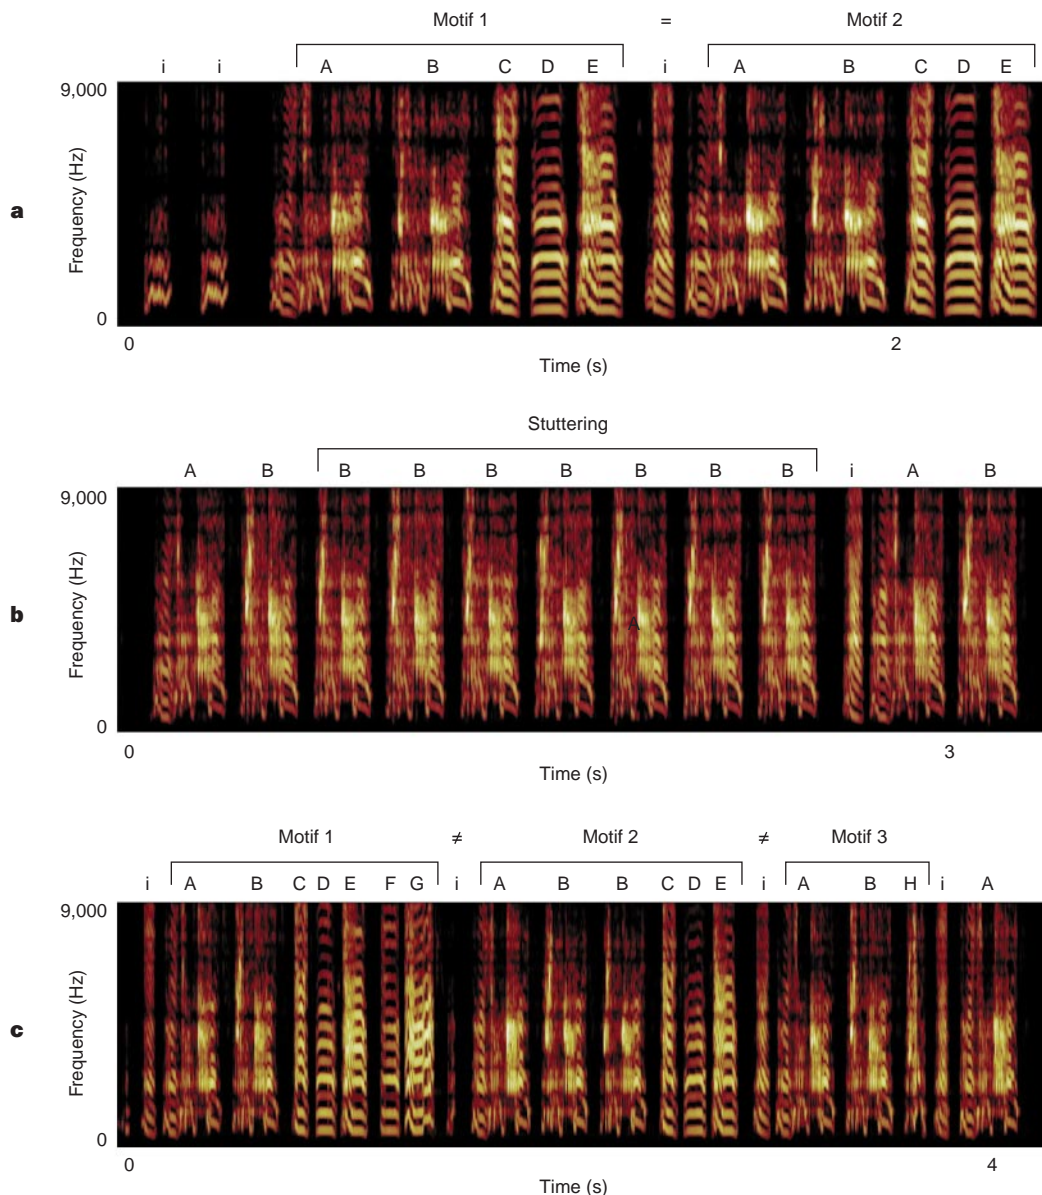 Motif 1 = Motif 2
i i A B C D E i A B C D E
9,000
a
Frequency (Hz)
0
0 2
Time (s)
Stuttering
A B B B B B B B B i A B
9,000
b
Frequency (Hz)
A
0
0 3
Time (s)
Motif 1 ≠ Motif 2 ≠ Motif 3
i A B C D E F G i A B B C D E i A B H i A
9,000
c
Frequency (Hz)
0
0 4
Time (s)